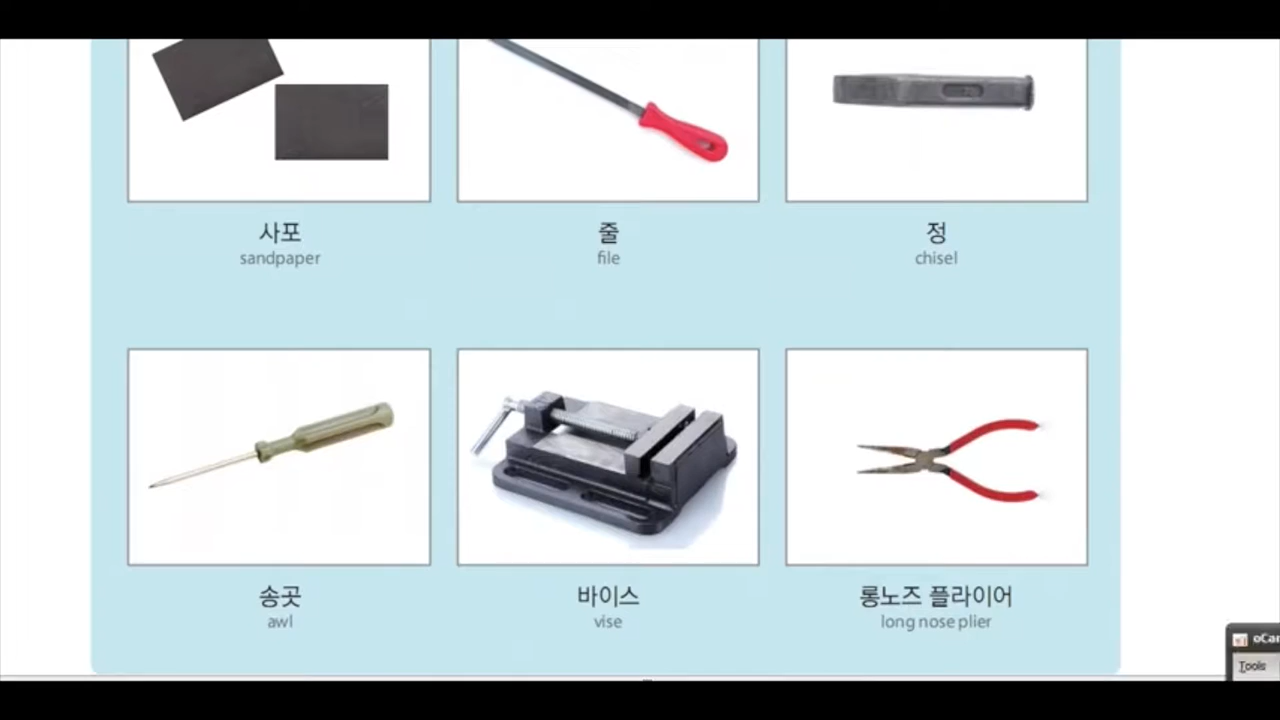 사포
sandpaper
줄
file
정
chisel
송곳
awl
바이스
vise
롱노즈 플라이어
long nose plier
Tools